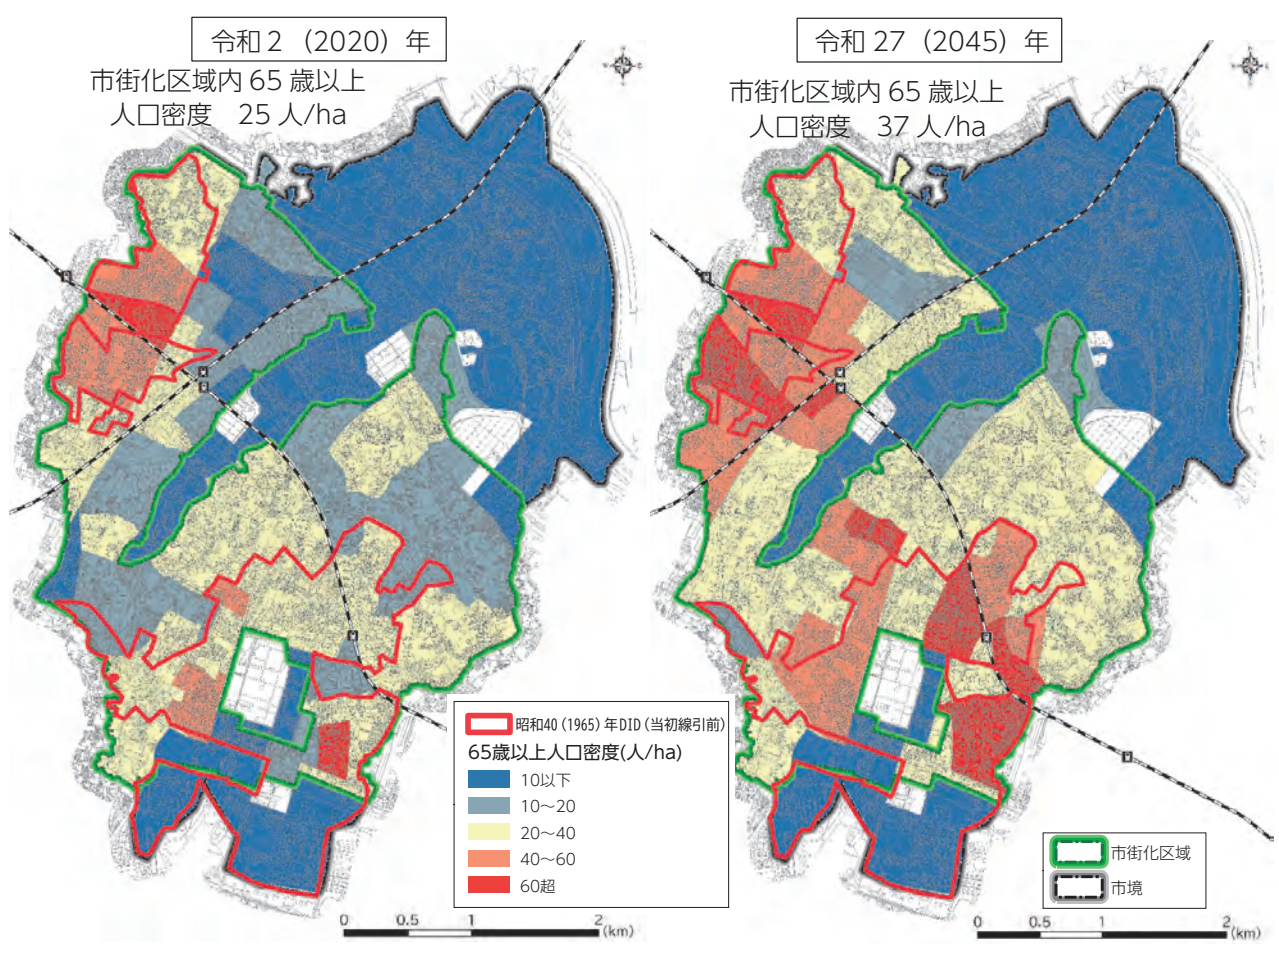 令和2（2020）年
市街化区域内 65 歳以上
人口密度　25 人/ha
令和 27（2045）年
市街化区域内 65 歳以上
人口密度　37 人/ha
昭和40（1965）年DID（当初線引前）
65歳以上人口密度(人/ha)
10以下
10～20
20～40
40～60
60超
市街化区域
市境
0 0.5 1 2 (km)
0 0.5 1 2 (km)